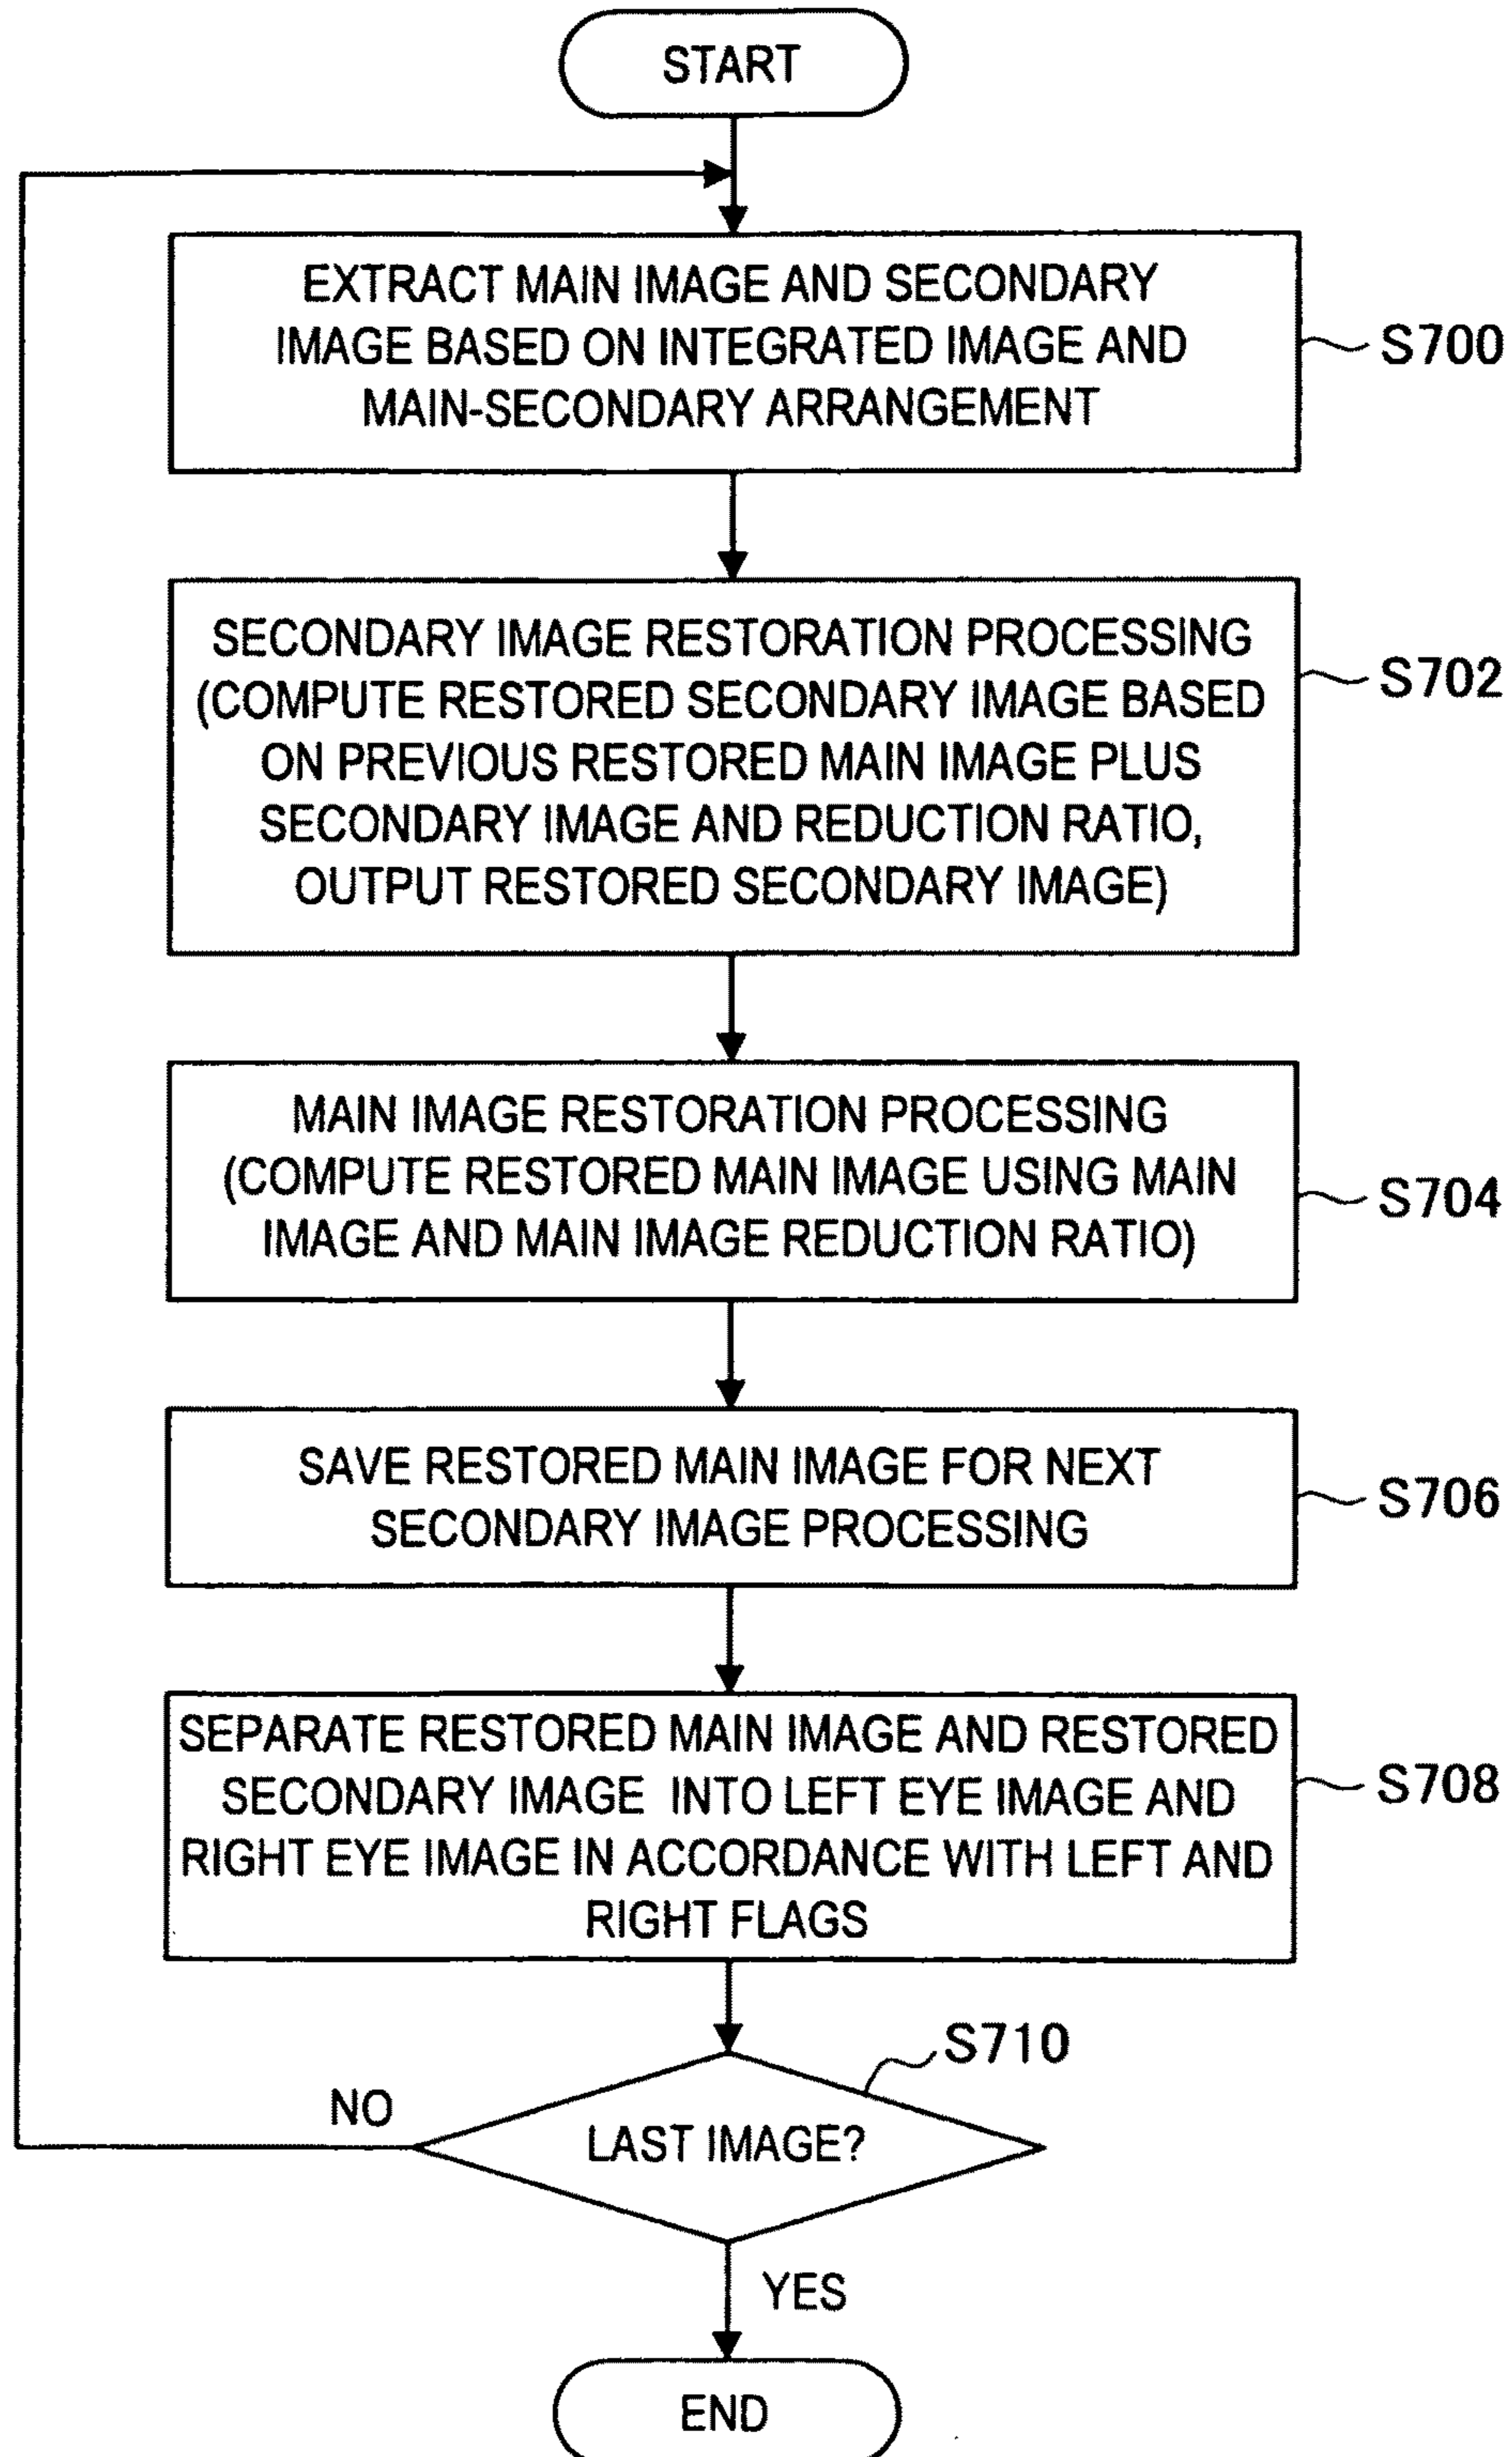 START
EXTRACT MAIN IMAGE AND SECONDARY
IMAGE BASED ON INTEGRATED IMAGE AND
MAIN-SECONDARY ARRANGEMENT
S700
SECONDARY IMAGE RESTORATION PROCESSING
(COMPUTE RESTORED SECONDARY IMAGE BASED
ON PREVIOUS RESTORED MAIN IMAGE PLUS
SECONDARY IMAGE AND REDUCTION RATIO,
OUTPUT RESTORED SECONDARY IMAGE)
S702
MAIN IMAGE RESTORATION PROCESSING
(COMPUTE RESTORED MAIN IMAGE USING MAIN
IMAGE AND MAIN IMAGE REDUCTION RATIO)
S704
SAVE RESTORED MAIN IMAGE FOR NEXT
SECONDARY IMAGE PROCESSING
S706
SEPARATE RESTORED MAIN IMAGE AND RESTORED
SECONDARY IMAGE INTO LEFT EYE IMAGE AND
RIGHT EYE IMAGE IN ACCORDANCE WITH LEFT AND
RIGHT FLAGS
S708
S710
NO
LAST IMAGE?
YES
END